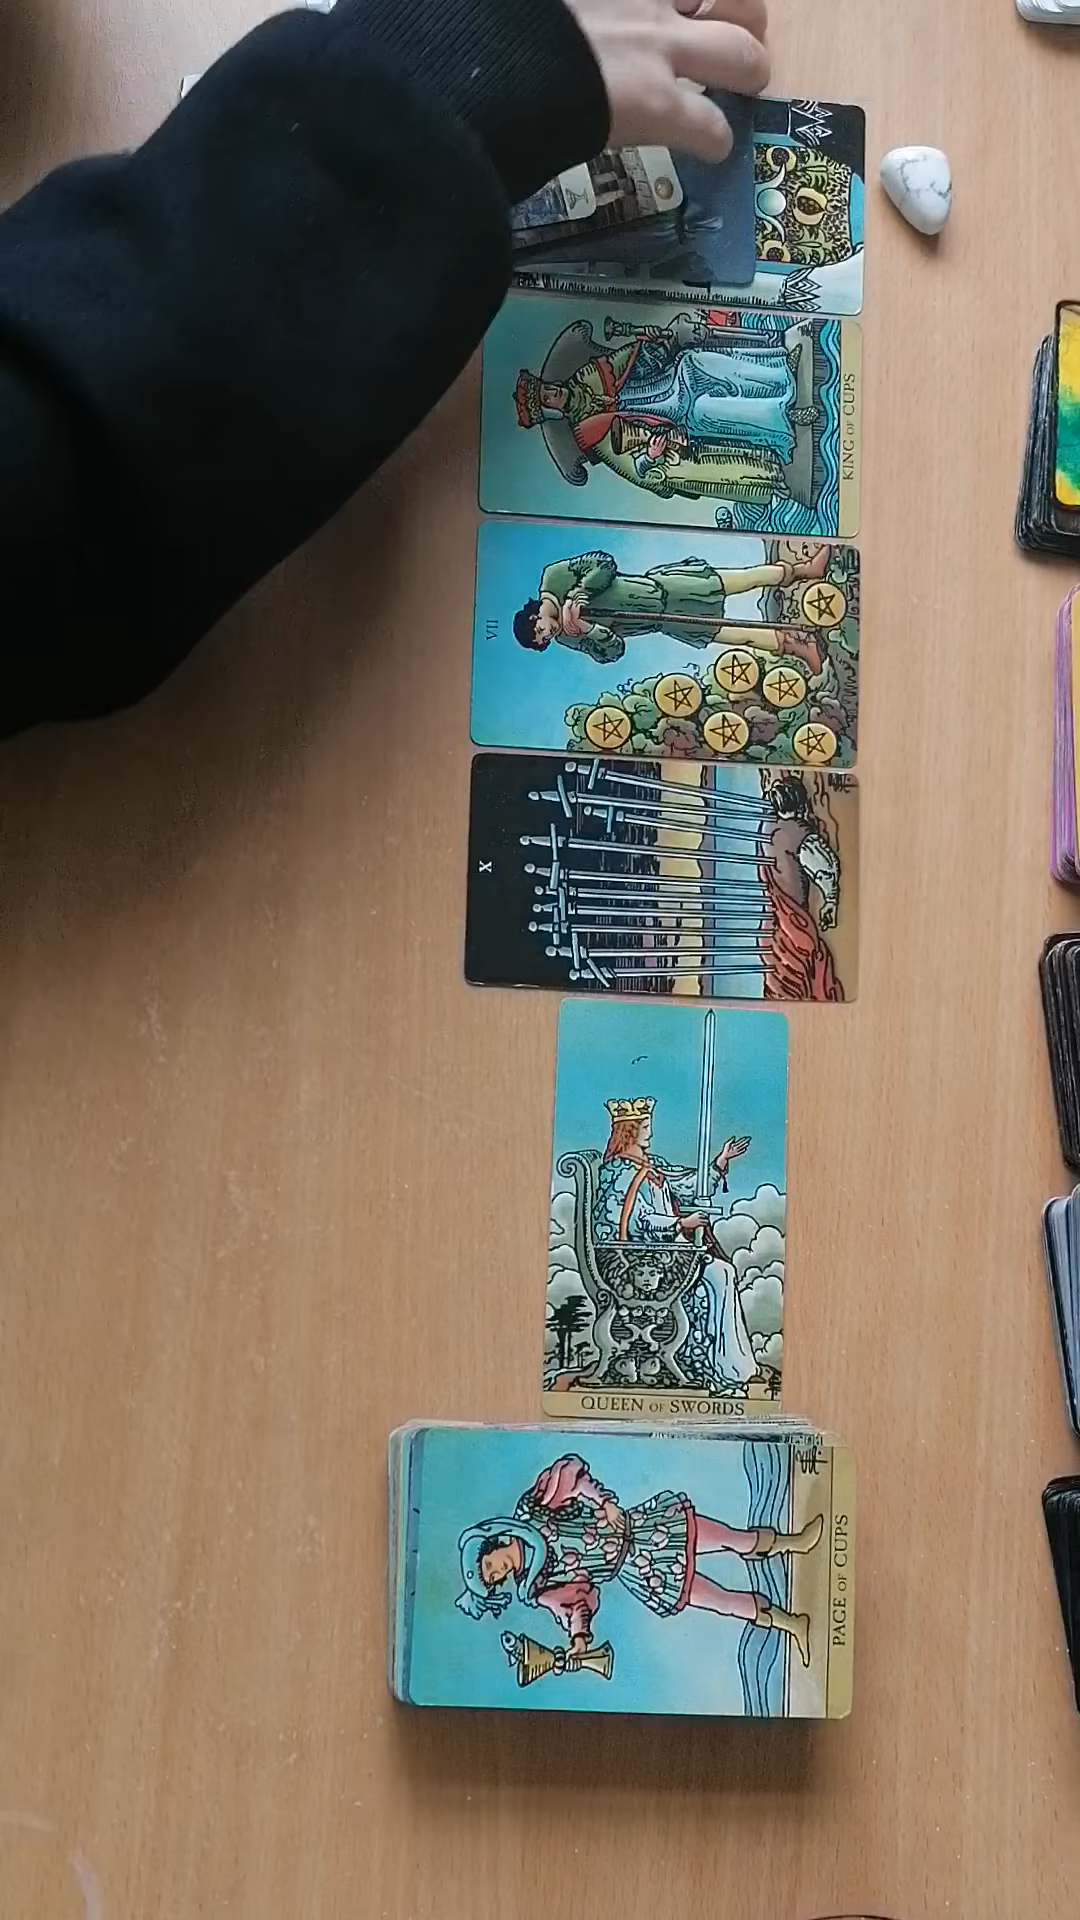 KING OF CUPS
VII
X
QUEEN OF SWORDS
PAGE OF CUPS